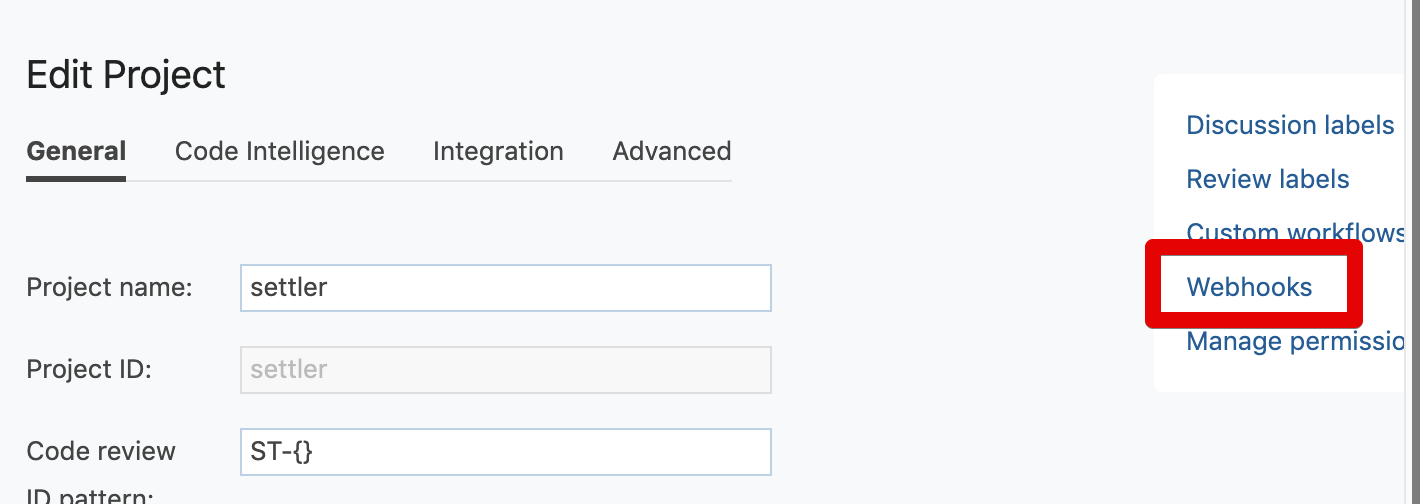 Edit Project
General Code Intelligence Integration Advanced
Project name: settler
Project ID: settler
Code review ST-{}
ID pattern:
Discussion labels
Review labels
Custom workflows
Webhooks
Manage permissio